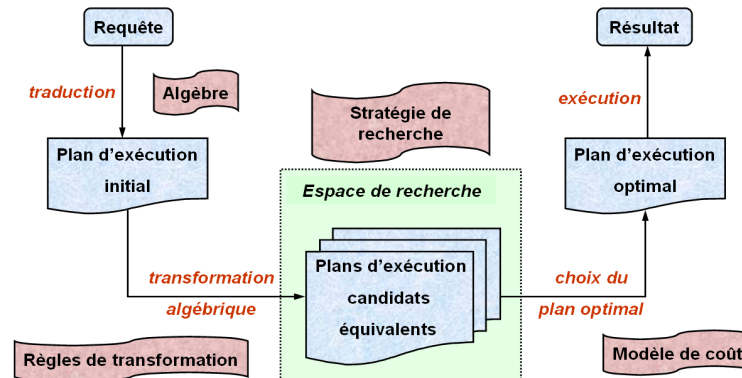 Requête
Résultat
traduction
Algèbre
exécution
Stratégie de
recherche
Plan d'exécution
initial
Plan d'exécution
optimal
Espace de recherche
Plans d'exécution
candidats
équivalents
transformation
algébrique
choix du
plan optimal
Règles de transformation
Modèle de coût